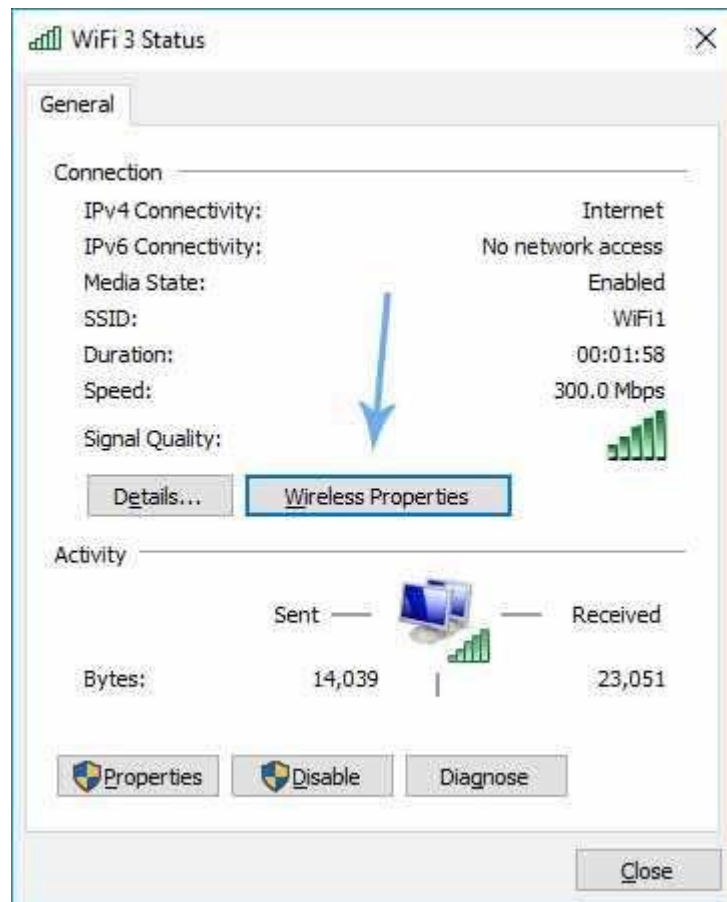 WiFi 3 Status
General
Connection
IPv4 Connectivity: Internet
IPv6 Connectivity: No network access
Media State: Enabled
SSID: WiFi1
Duration: 00:01:58
Speed: 300.0 Mbps
Signal Quality:
Details... Wireless Properties
Activity
Sent Received
Bytes: 14,039 23,051
Properties Disable Diagnose
Close